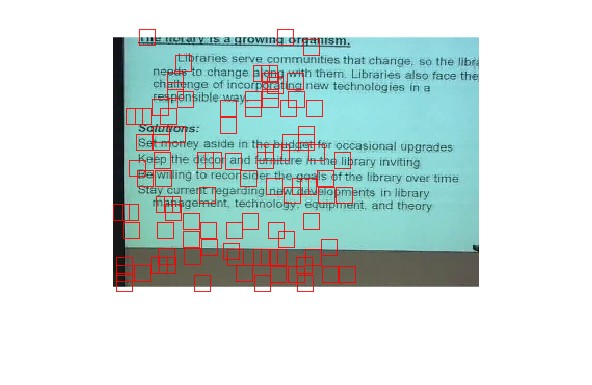 The library is a growing organism.
Libraries serve communities that change, so the
needs to change along with them. Libraries also face the
challenge of incorporating new technologies in a
responsible way.
Solutions:
Set money aside in the budget for occasional upgrades
Keep the décor and furniture in the library inviting
Be willing to reconsider the goals of the library over time
Stay current regarding new developments in library
management, technology, equipment, and theory